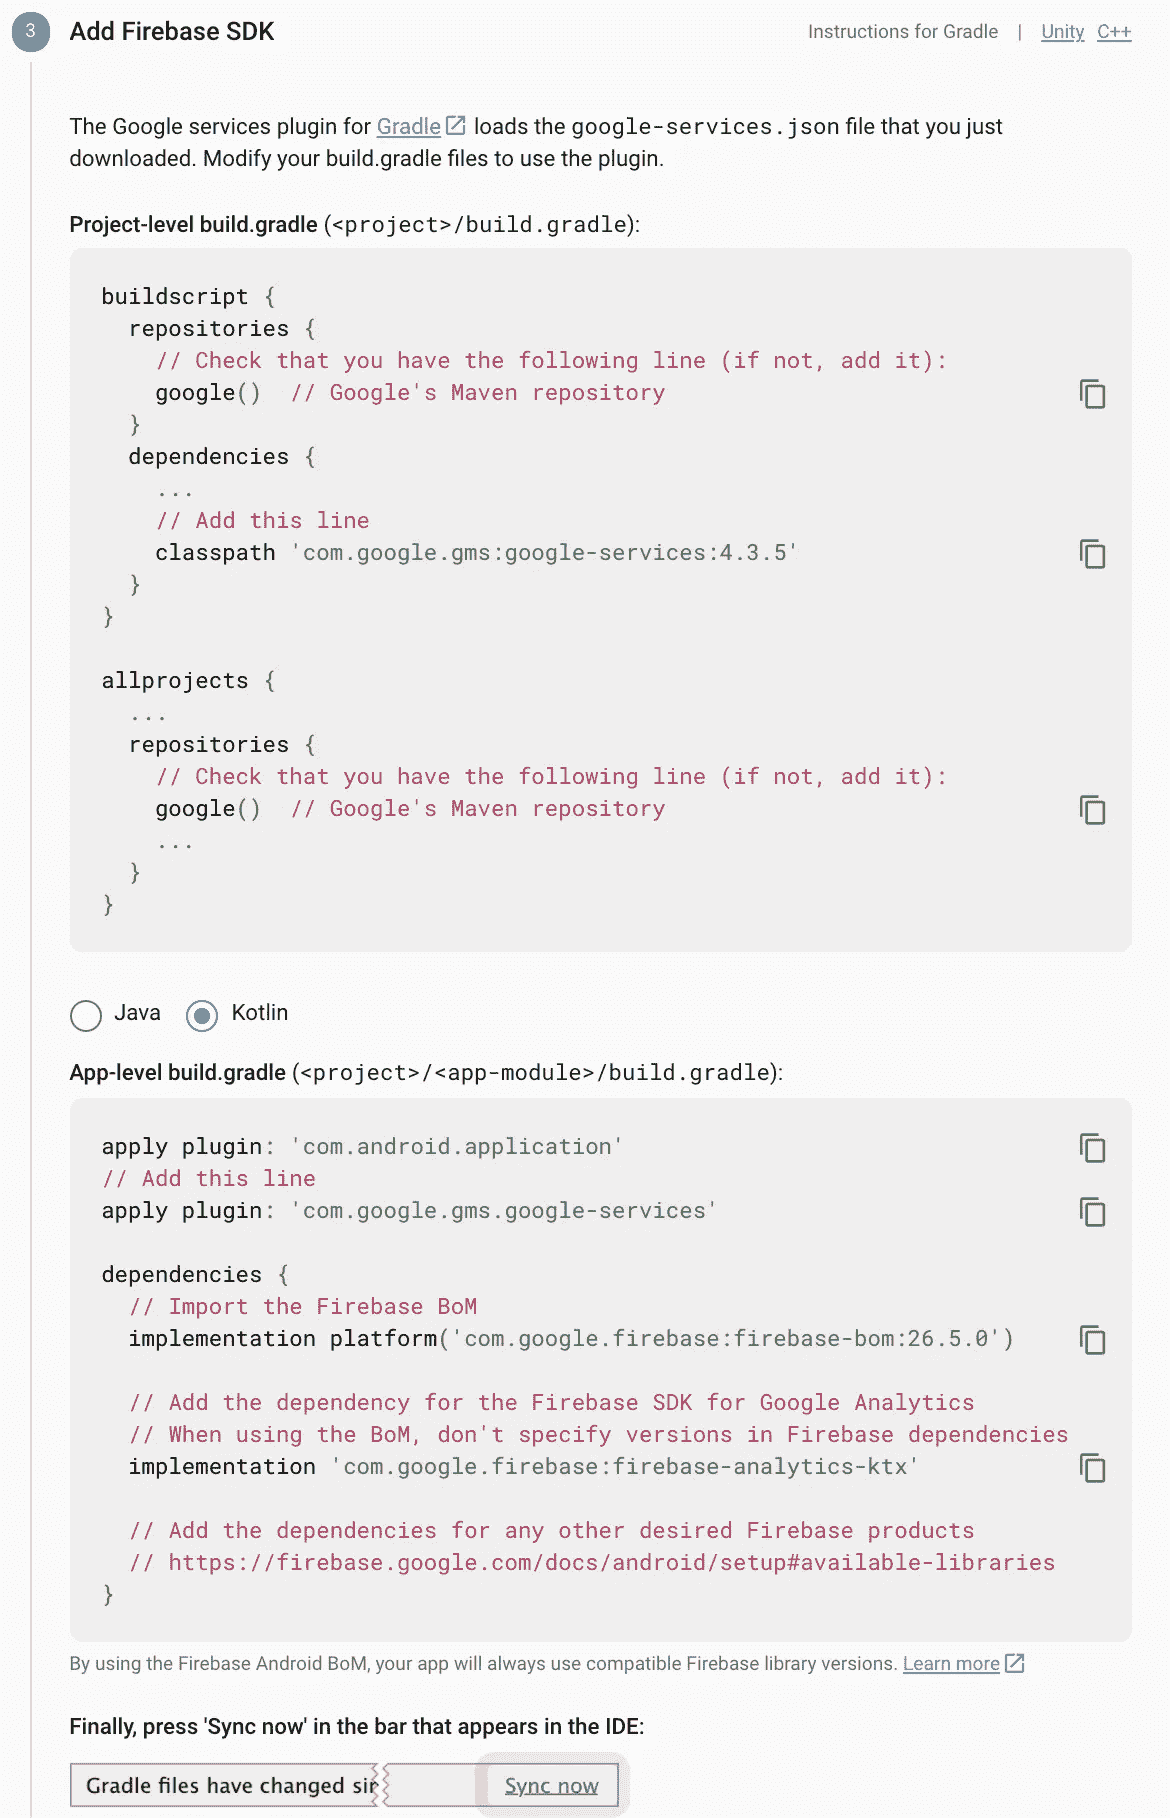 3 Add Firebase SDK Instructions for Gradle | Unity C++
The Google services plugin for Gradle loads the google-services.json file that you just
downloaded. Modify your build.gradle files to use the plugin.
Project-level build.gradle (<project>/build.gradle):
buildscript {
  repositories {
    // Check that you have the following line (if not, add it):
    google()  // Google's Maven repository
  }
  dependencies {
    ...
    // Add this line
    classpath 'com.google.gms:google-services:4.3.5'
  }
}
allprojects {
  ...
  repositories {
    // Check that you have the following line (if not, add it):
    google()  // Google's Maven repository
    ...
  }
}
Java Kotlin
App-level build.gradle (<project>/<app-module>/build.gradle):
apply plugin: 'com.android.application'
// Add this line
apply plugin: 'com.google.gms.google-services'
dependencies {
  // Import the Firebase BoM
  implementation platform('com.google.firebase:firebase-bom:26.5.0')
  // Add the dependency for the Firebase SDK for Google Analytics
  // When using the BoM, don't specify versions in Firebase dependencies
  implementation 'com.google.firebase:firebase-analytics-ktx'
  // Add the dependencies for any other desired Firebase products
  // https://firebase.google.com/docs/android/setup#available-libraries
}
By using the Firebase Android BoM, your app will always use compatible Firebase library versions. Learn more
Finally, press 'Sync now' in the bar that appears in the IDE:
Gradle files have changed sin Sync now